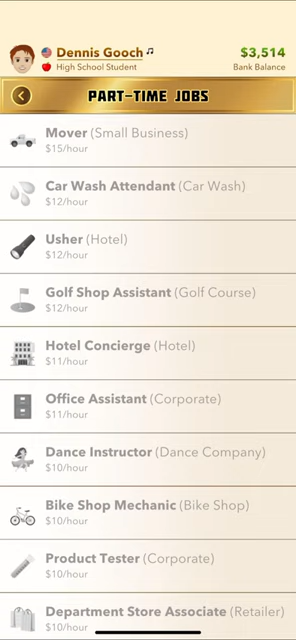 Dennis Gooch
$3,514
High School Student
Bank Balance
PART-TIME JOBS
Mover (Small Business)
$15/hour
Car Wash Attendant (Car Wash)
$12/hour
Usher (Hotel)
$12/hour
Golf Shop Assistant (Golf Course)
$12/hour
Hotel Concierge (Hotel)
$11/hour
Office Assistant (Corporate)
$11/hour
Dance Instructor (Dance Company)
$10/hour
Bike Shop Mechanic (Bike Shop)
$10/hour
Product Tester (Corporate)
$10/hour
Department Store Associate (Retailer)
$10/hour